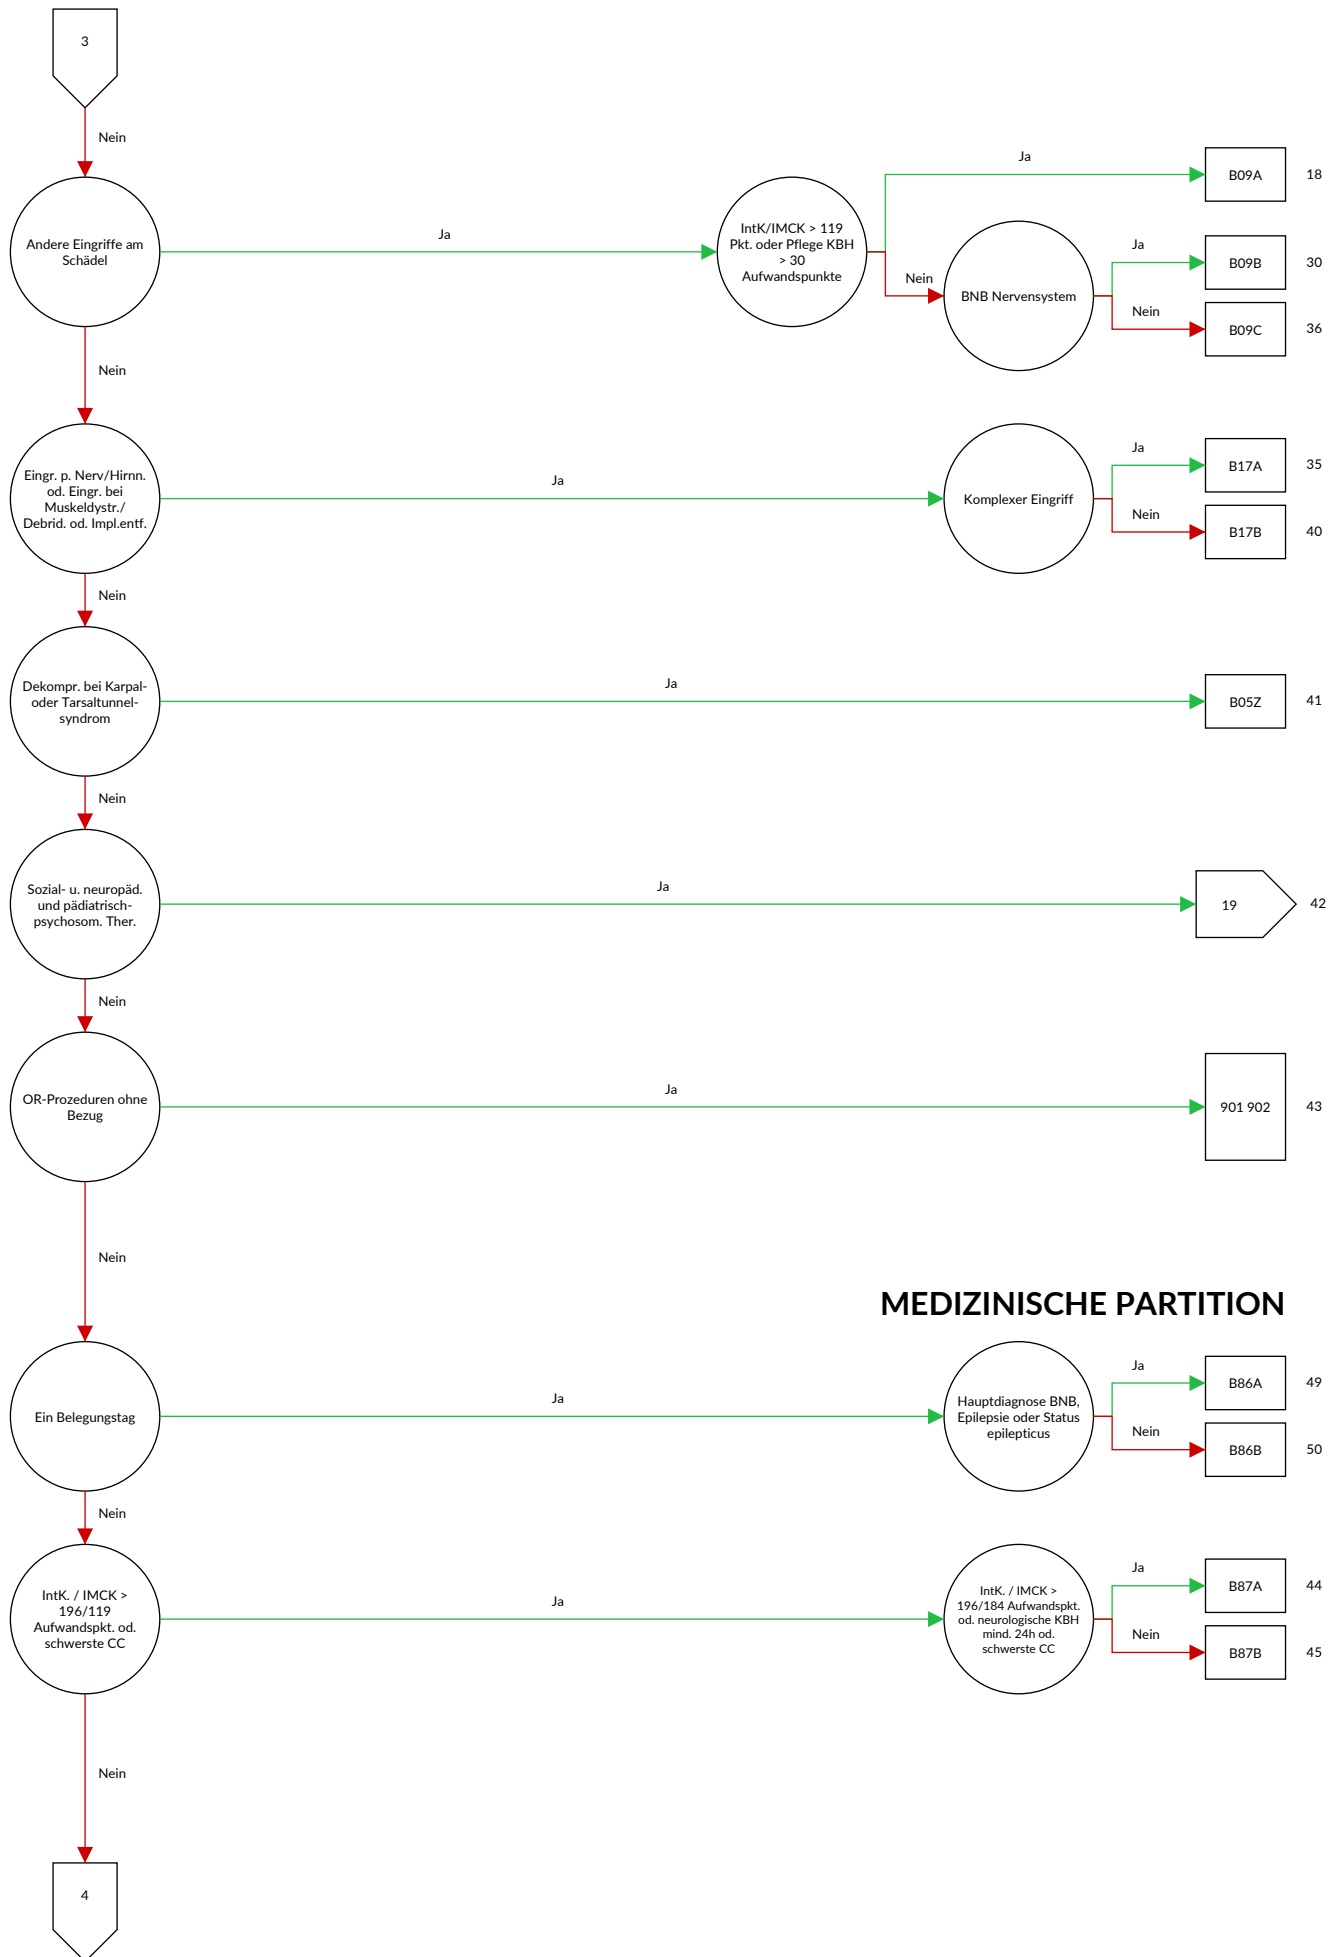 3
Nein
Andere Eingriffe am
Schädel
Ja
IntK/IMCK > 119
Pkt. oder Pflege KBH
> 30
Aufwandspunkte
Ja
B09A
18
Nein
BNB Nervensystem
Ja
B09B
30
Nein
B09C
36
Nein
Eingr. p. Nerv/Hirnn.
od. Eingr. bei
Muskeldystr./
Debrid. od. Impl.entf.
Ja
Komplexer Eingriff
Ja
B17A
35
Nein
B17B
40
Nein
Dekompr. bei Karpal-
oder Tarsaltunnel-
syndrom
Ja
B05Z
41
Nein
Sozial- u. neuropäd.
und pädiatrisch-
psychosom. Ther.
Ja
19
42
Nein
OR-Prozeduren ohne
Bezug
Ja
901 902
43
Nein
MEDIZINISCHE PARTITION
Ein Belegungstag
Ja
Hauptdiagnose BNB,
Epilepsie oder Status
epilepticus
Ja
B86A
49
Nein
B86B
50
Nein
IntK. / IMCK >
196/119
Aufwandspkt. od.
schwerste CC
Ja
IntK. / IMCK >
196/184 Aufwandspkt.
od. neurologische KBH
mind. 24h od.
schwerste CC
Ja
B87A
44
Nein
B87B
45
Nein
4